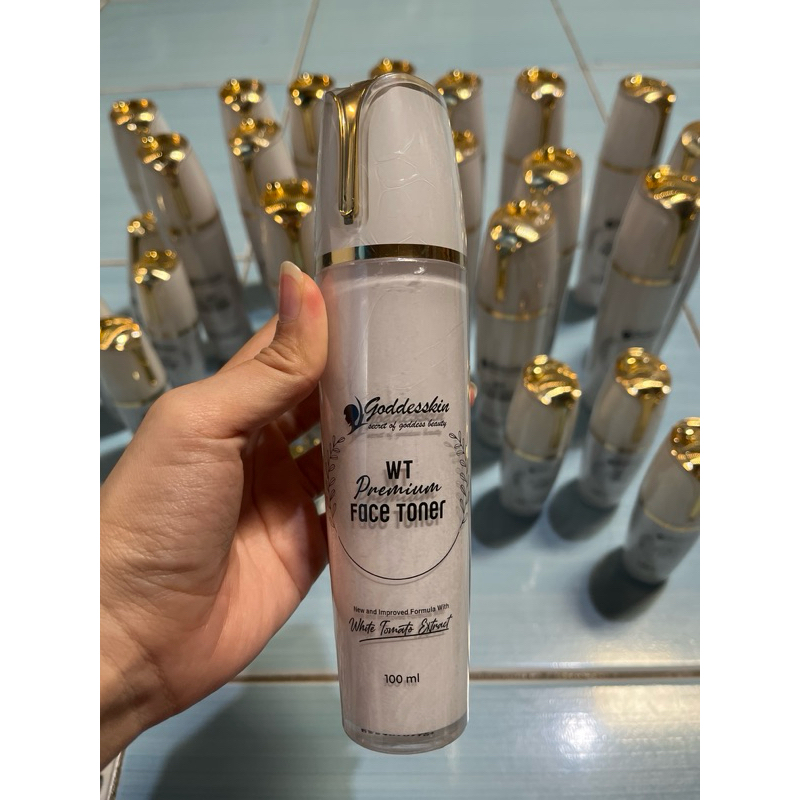 Goddesskin
secret of goddess beauty
WT
Premium
Face Toner
New and Improved Formula With
White Tomato Extract
100 ml